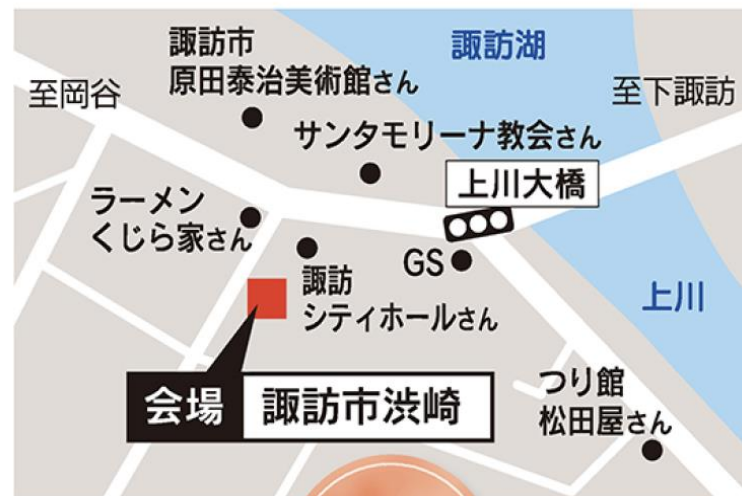 諏訪市
原田泰治美術館さん
諏訪湖
至岡谷
至下諏訪
サンタモリーナ教会さん
上川大橋
ラーメン
くじら家さん
GS
諏訪
シティホールさん
上川
会場
諏訪市渋崎
つり館
松田屋さん